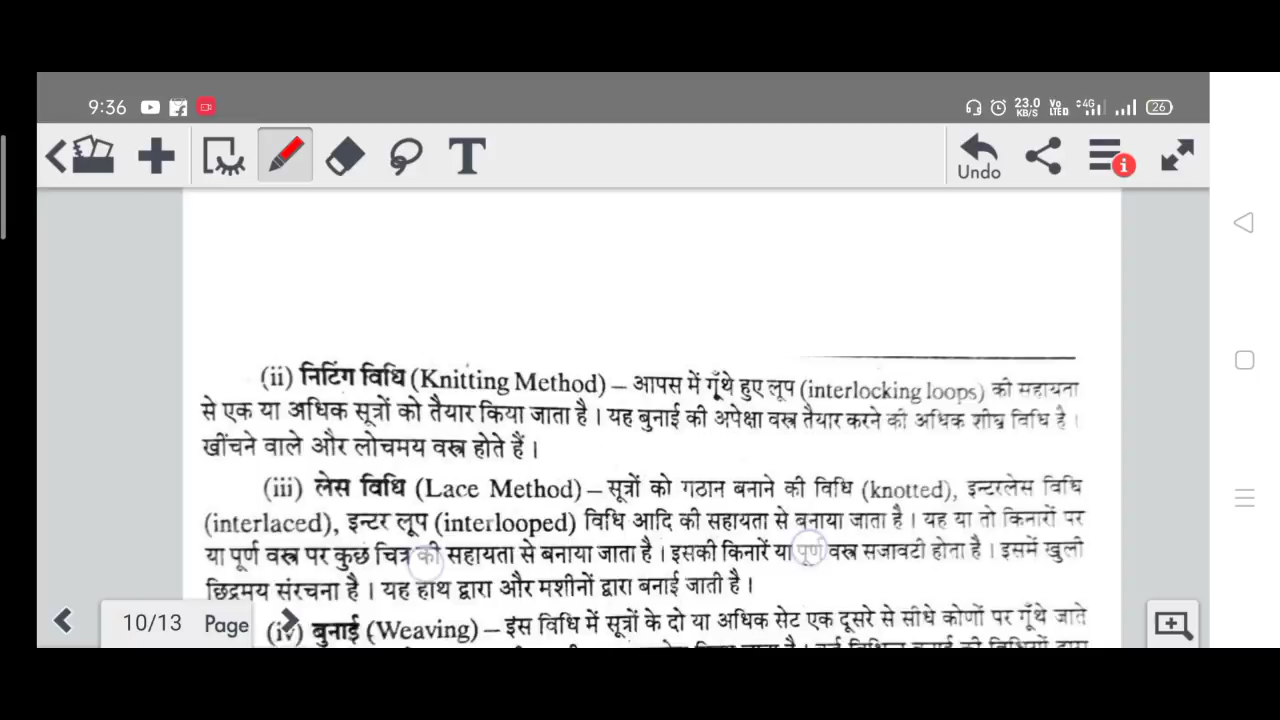 9:36
23.0 KB/S Vo LTED 4G 26
T
Undo
(ii) निटिंग विधि (Knitting Method) – आपस में गूँथे हुए लूप (interlocking loops) की सहायता
से एक या अधिक सूत्रों को तैयार किया जाता है। यह बुनाई की अपेक्षा वस्त्र तैयार करने की अधिक शीघ्र विधि है।
खींचने वाले और लोचमय वस्त्र होते हैं।
(iii) लेस विधि (Lace Method) – सूत्रों को गठान बनाने की विधि (knotted), इन्टरलेस विधि
(interlaced), इन्टर लूप (interlooped) विधि आदि की सहायता से बनाया जाता है। यह या तो किनारों पर
या पूर्ण वस्त्र पर कुछ चित्र की सहायता से बनाया जाता है। इसकी किनारें या पूर्ण वस्त्र सजावटी होता है। इसमें खुली
छिद्रमय संरचना है। यह हाथ द्वारा और मशीनों द्वारा बनाई जाती है।
(iv) बुनाई (Weaving) – इस विधि में सूत्रों के दो या अधिक सेट एक दूसरे से सीधे कोणों पर गूँथे जाते
10/13 Page